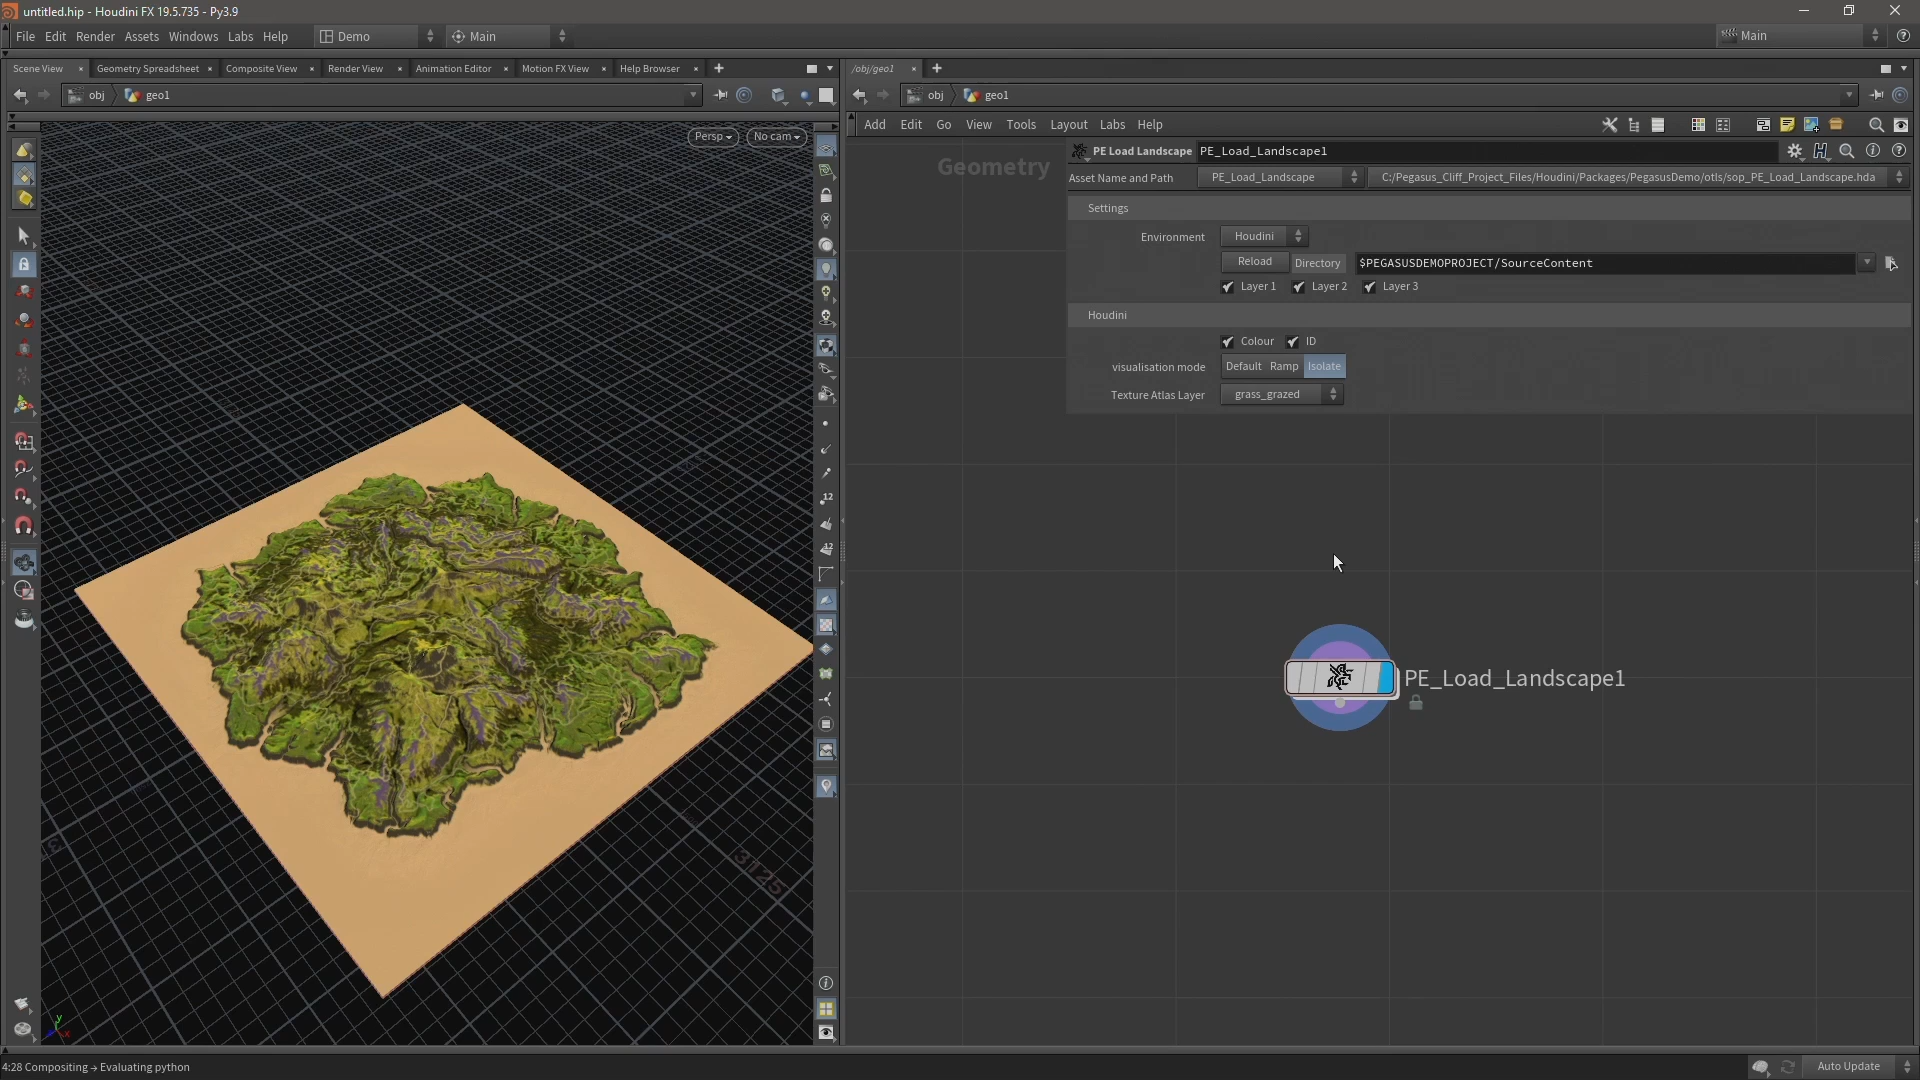 untitled.hip - Houdini FX 19.5.735 - Py3.9
File Edit Render Assets Windows Labs Help Demo Main Main
Scene View Geometry Spreadsheet Composite View Render View Animation Editor Motion FX View Help Browser
/obj/geo1
obj geo1
obj geo1
Persp No cam
Add Edit Go View Tools Layout Labs Help
Geometry
PE Load Landscape PE_Load_Landscape1
Asset Name and Path PE_Load_Landscape C:/Pegasus_Cliff_Project_Files/Houdini/Packages/PegasusDemo/otls/sop_PE_Load_Landscape.hda
Settings
Environment Houdini
Reload Directory $PEGASUSDEMOPROJECT/SourceContent
Layer 1 Layer 2 Layer 3
Houdini
Colour ID
visualisation mode Default Ramp Isolate
Texture Atlas Layer grass_grazed
12
12
PE_Load_Landscape1
3125
y
x
4:28 Compositing → Evaluating python
Auto Update